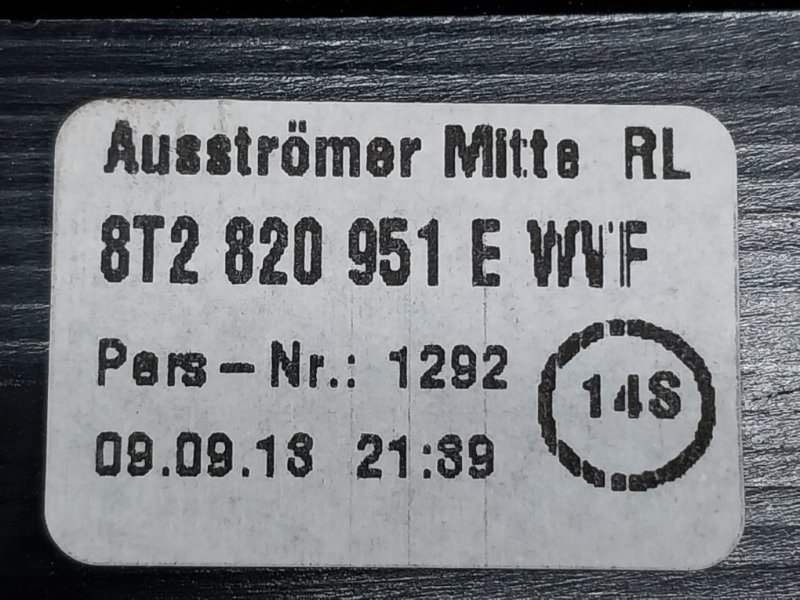 Ausströmer Mitte RL
8T2 820 951 E WVF
Pers-Nr.: 1292
14S
09.09.13 21:39